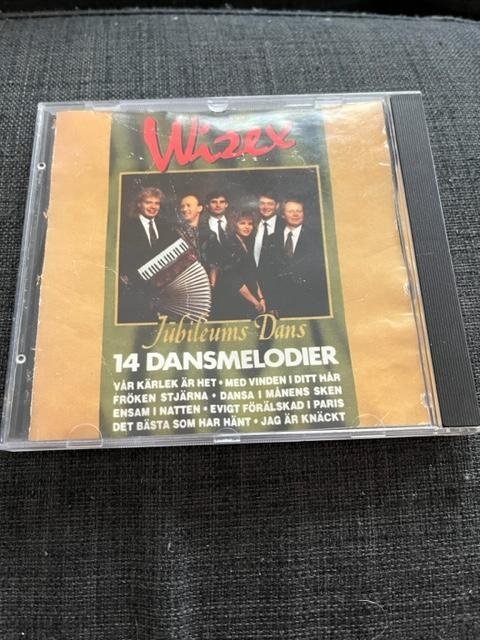 Wizex
Jubileums Dans
14 DANSMELODIER
VÅR KÄRLEK ÄR HET • MED VINDEN I DITT HÅR
FRÖKEN STJÄRNA • DANSA I MÅNENS SKEN
ENSAM I NATTEN • EVIGT FÖRÄLSKAD I PARIS
DET BÄSTA SOM HAR HÄNT • JAG ÄR KNÄCKT